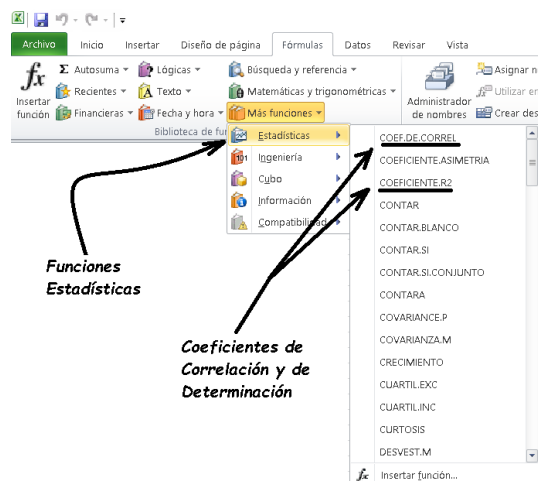 Archivo Inicio Insertar Diseño de página Fórmulas Datos Revisar Vista
fx Insertar función
Σ Autosuma Lógicas Búsqueda y referencia
Recientes Texto Matemáticas y trigonométricas
Financieras Fecha y hora Más funciones
Administrador de nombres
Asignar n
Utilizar en
Crear des
Biblioteca de fu
Estadísticas
Ingeniería
Cubo
Información
Compatibilidad
COEF.DE.CORREL
COEFICIENTE.ASIMETRIA
COEFICIENTE.R2
CONTAR
CONTAR.BLANCO
CONTAR.SI
CONTAR.SI.CONJUNTO
CONTARA
COVARIANCE.P
COVARIANZA.M
CRECIMIENTO
CUARTIL.EXC
CUARTIL.INC
CURTOSIS
DESVEST.M
fx Insertar función...
Funciones
Estadísticas
Coeficientes de
Correlación y de
Determinación